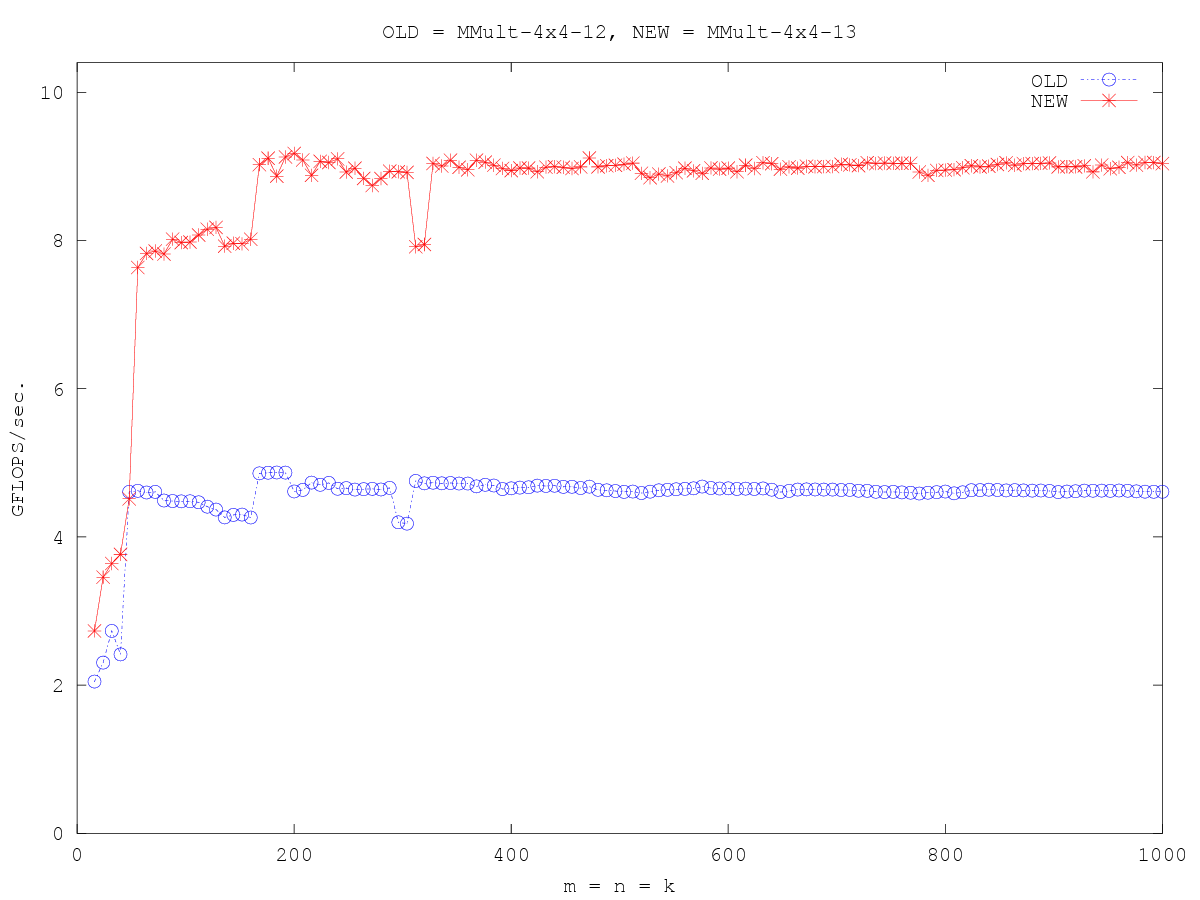 OLD = MMult-4x4-12, NEW = MMult-4x4-13
OLD
NEW
10
8
6
4
2
0
GFLOPS/sec.
0 200 400 600 800 1000
m = n = k